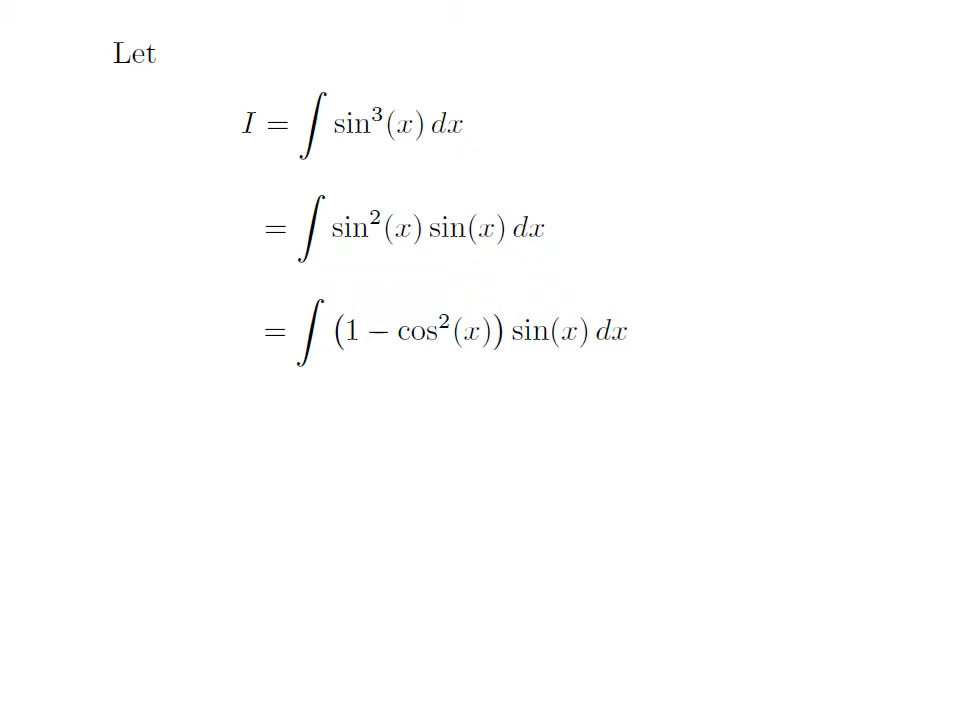 Let
I = ∫ sin³(x) dx
= ∫ sin²(x) sin(x) dx
= ∫ (1 − cos²(x)) sin(x) dx